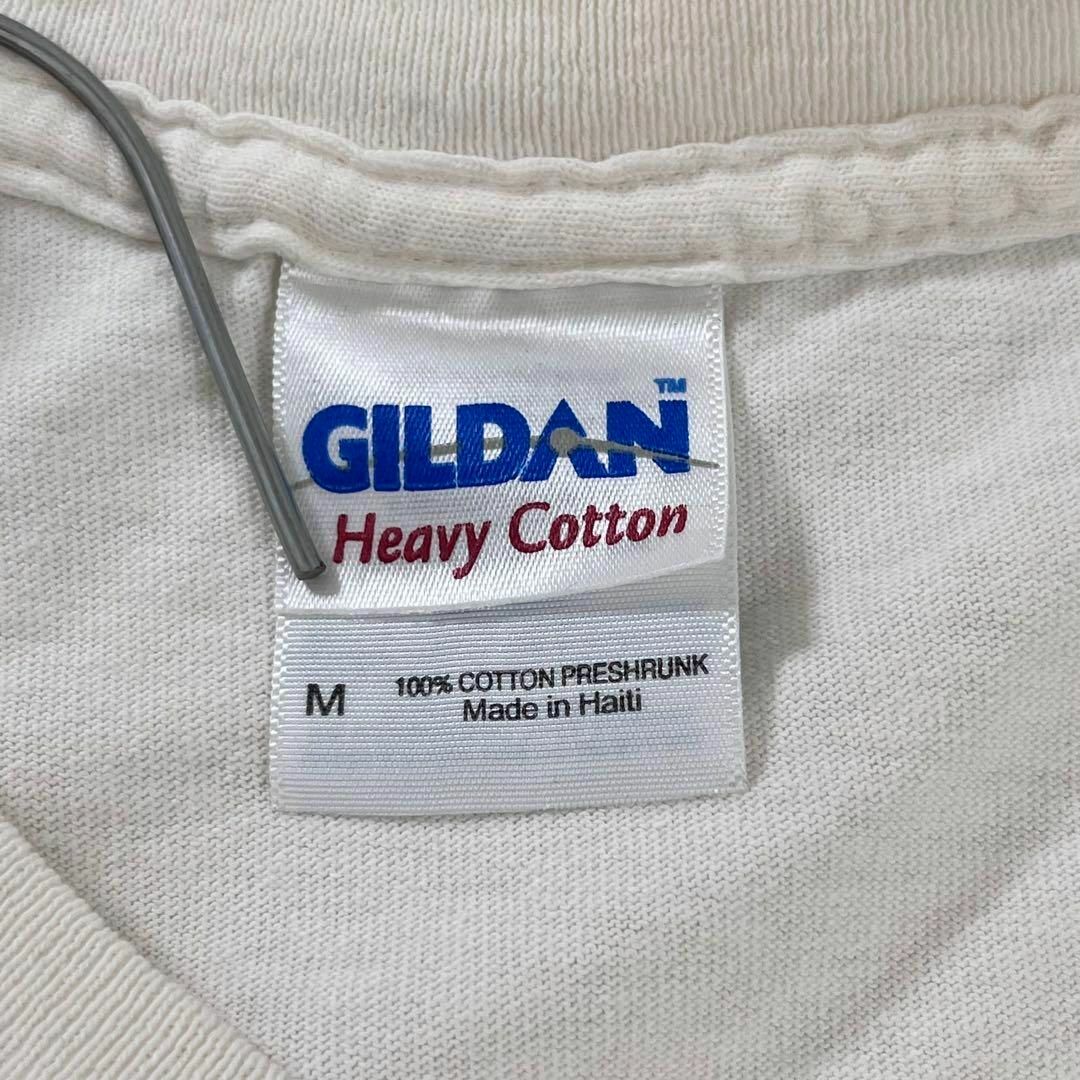 GILDAN™
Heavy Cotton
M 100% COTTON PRESHRUNK
Made in Haiti